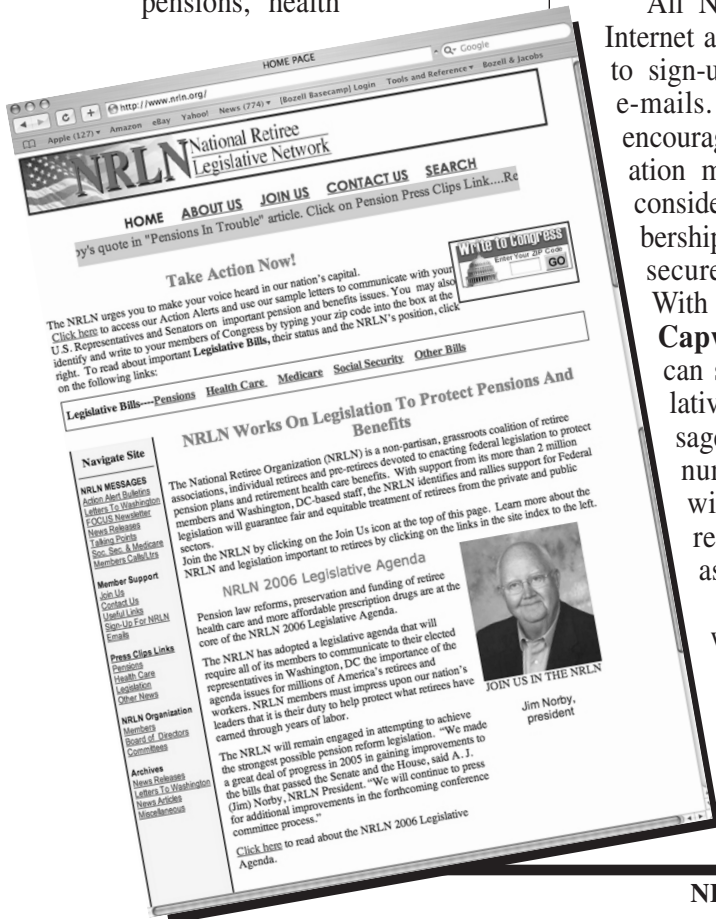 pensions, health
All N
Internet a
to sign-u
e-mails.
encourag
ation m
conside
bership
secure
With
Capw
can s
lativ
sage
nur
wi
re
as
HOME PAGE
http://www.nrln.org/
Q- Google
Apple (127) Amazon eBay Yahoo! News (774) [Bozell Basecamp] Login Tools and Reference Bozell & Jacobs
NRLN National Retiree
Legislative Network
HOME ABOUT US JOIN US CONTACT US SEARCH
by's quote in "Pensions In Trouble" article. Click on Pension Press Clips Link....Re
Take Action Now!
Write to Congress
Enter Your ZIP Code
GO
The NRLN urges you to make your voice heard in our nation's capital.
Click here to access our Action Alerts and use our sample letters to communicate with your
U.S. Representatives and Senators on important pension and benefits issues. You may also
identify and write to your members of Congress by typing your zip code into the box at the
right. To read about important Legislative Bills, their status and the NRLN's position, click
on the following links:
Legislative Bills----Pensions Health Care Medicare Social Security Other Bills
NRLN Works On Legislation To Protect Pensions And
Benefits
The National Retiree Organization (NRLN) is a non-partisan, grassroots coalition of retiree
associations, individual retirees and pre-retirees devoted to enacting federal legislation to protect
pension plans and retirement health care benefits. With support from its more than 2 million
members and Washington, DC-based staff, the NRLN identifies and rallies support for Federal
legislation will guarantee fair and equitable treatment of retirees from the private and public
sectors.
Join the NRLN by clicking on the Join Us icon at the top of this page. Learn more about the
NRLN and legislation important to retirees by clicking on the links in the site index to the left.
Navigate Site
NRLN MESSAGES
Action Alert Bulletins
Letters To Washington
FOCUS Newsletter
News Releases
Talking Points
Soc. Sec. & Medicare
Members Calls/Ltrs
Member Support
Join Us
Contact Us
Useful Links
Sign-Up For NRLN
Emails
Press Clips Links
Pensions
Health Care
Legislation
Other News
NRLN Organization
Members
Board of Directors
Committees
Archives
News Releases
Letters To Washington
News Articles
Miscellaneous
NRLN 2006 Legislative Agenda
Pension law reforms, preservation and funding of retiree
health care and more affordable prescription drugs are at the
core of the NRLN 2006 Legislative Agenda.
The NRLN has adopted a legislative agenda that will
require all of its members to communicate to their elected
representatives in Washington, DC the importance of the
agenda issues for millions of America's retirees and
workers. NRLN members must impress upon our nation's
leaders that it is their duty to help protect what retirees have
earned through years of labor.
The NRLN will remain engaged in attempting to achieve
the strongest possible pension reform legislation. "We made
a great deal of progress in 2005 in gaining improvements to
the bills that passed the Senate and the House, said A. J.
(Jim) Norby, NRLN President. "We will continue to press
for additional improvements in the forthcoming conference
committee process."
Click here to read about the NRLN 2006 Legislative
Agenda.
JOIN US IN THE NRLN
Jim Norby,
president